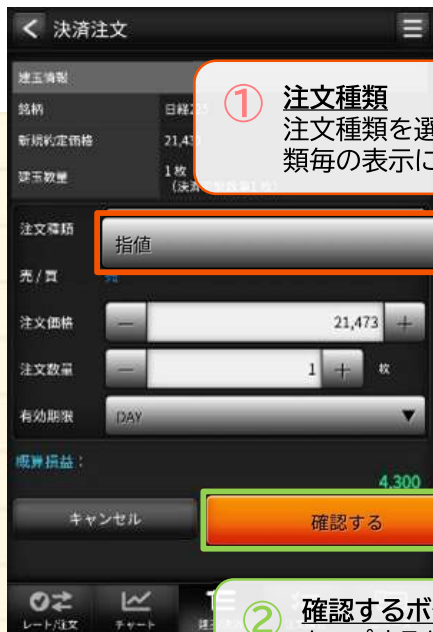 決済注文
建玉情報
銘柄 日経225
新規約定価格 21,43
建玉数量 1枚
① 注文種類
注文種類を選
類毎の表示に
注文種類 指値
売/買
注文価格 − 21,473 +
注文数量 − 1 + 枚
有効期限 DAY
概算損益:
4,300
キャンセル 確認する
レート/注文 チャート
② 確認するボ